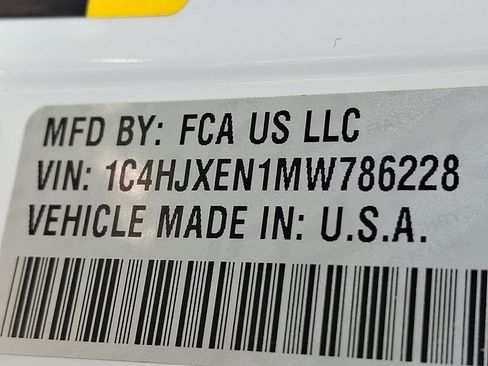 MFD BY: FCA US LLC
VIN: 1C4HJXEN1MW786228
VEHICLE MADE IN: U.S.A.